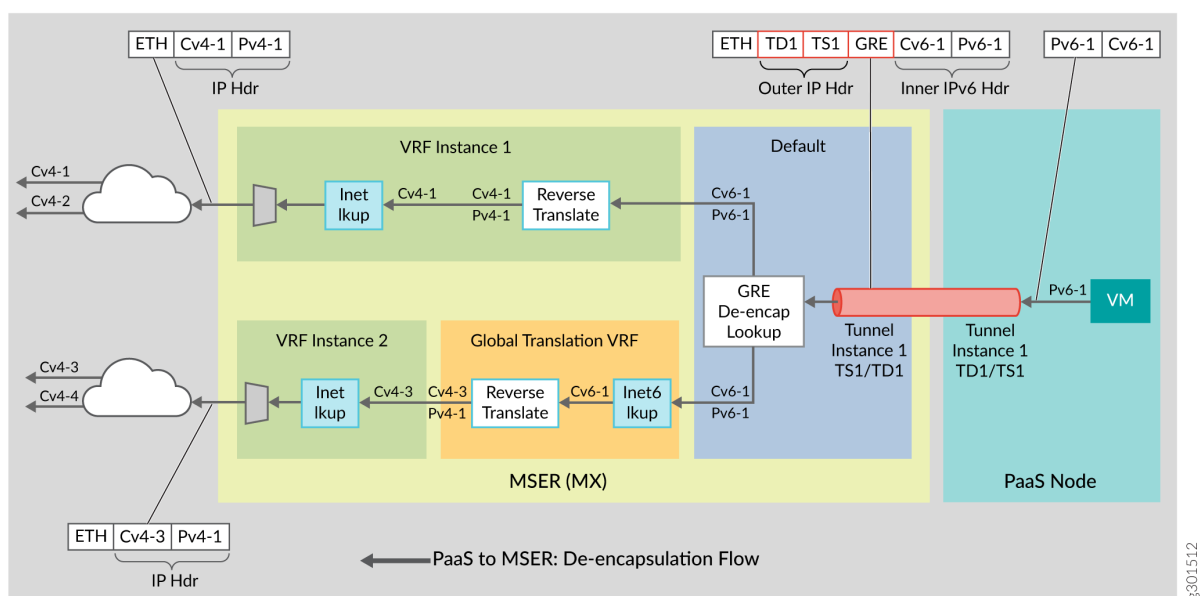 ETH Cv4-1 Pv4-1
IP Hdr
ETH TD1 TS1 GRE Cv6-1 Pv6-1
Outer IP Hdr
Inner IPv6 Hdr
Pv6-1 Cv6-1
VRF Instance 1
Default
Cv4-1
Cv4-2
Inet
lkup
Cv4-1
Cv4-1
Pv4-1
Reverse
Translate
Cv6-1
Pv6-1
GRE
De-encap
Lookup
Pv6-1
VM
Tunnel
Instance 1
TS1/TD1
Tunnel
Instance 1
TD1/TS1
VRF Instance 2
Global Translation VRF
Cv4-3
Cv4-4
Inet
lkup
Cv4-3
Cv4-3
Pv4-1
Reverse
Translate
Cv6-1
Inet6
lkup
Cv6-1
Pv6-1
MSER (MX)
PaaS Node
ETH Cv4-3 Pv4-1
IP Hdr
PaaS to MSER: De-encapsulation Flow
g301512